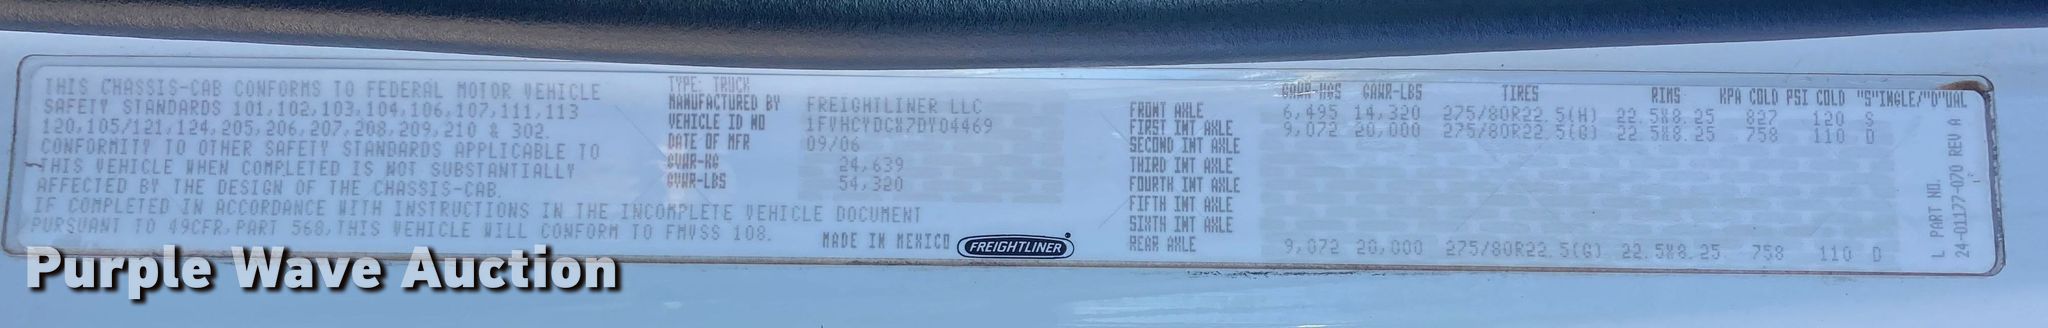 THIS CHASSIS-CAB CONFORMS TO FEDERAL MOTOR VEHICLE
SAFETY STANDARDS 101,102,103,104,106,107,111,113
120,105/121,124,205,206,207,208,209,210 & 302.
CONFORMITY TO OTHER SAFETY STANDARDS APPLICABLE TO
THIS VEHICLE WHEN COMPLETED IS NOT SUBSTANTIALLY
AFFECTED BY THE DESIGN OF THE CHASSIS-CAB.
IF COMPLETED IN ACCORDANCE WITH INSTRUCTIONS IN THE INCOMPLETE VEHICLE DOCUMENT
PURSUANT TO 49CFR,PART 568,THIS VEHICLE WILL CONFORM TO FMVSS 108.
TYPE: TRUCK
MANUFACTURED BY FREIGHTLINER LLC
VEHICLE ID NO 1FVHCYDCX7DY04469
DATE OF MFR 09/06
GVWR-KG 24,639
GVWR-LBS 54,320
MADE IN MEXICO FREIGHTLINER
GAWR-KGS GAWR-LBS TIRES RIMS KPA COLD PSI COLD "S"INGLE/"D"UAL
FRONT AXLE 6,495 14,320 275/80R22.5(H) 22.5X8.25 827 120 S
FIRST INT AXLE 9,072 20,000 275/80R22.5(G) 22.5X8.25 758 110 D
SECOND INT AXLE
THIRD INT AXLE
FOURTH INT AXLE
FIFTH INT AXLE
SIXTH INT AXLE
REAR AXLE 9,072 20,000 275/80R22.5(G) 22.5X8.25 758 110 D
L PART NO.
24-01177-070 REV A
Purple Wave Auction